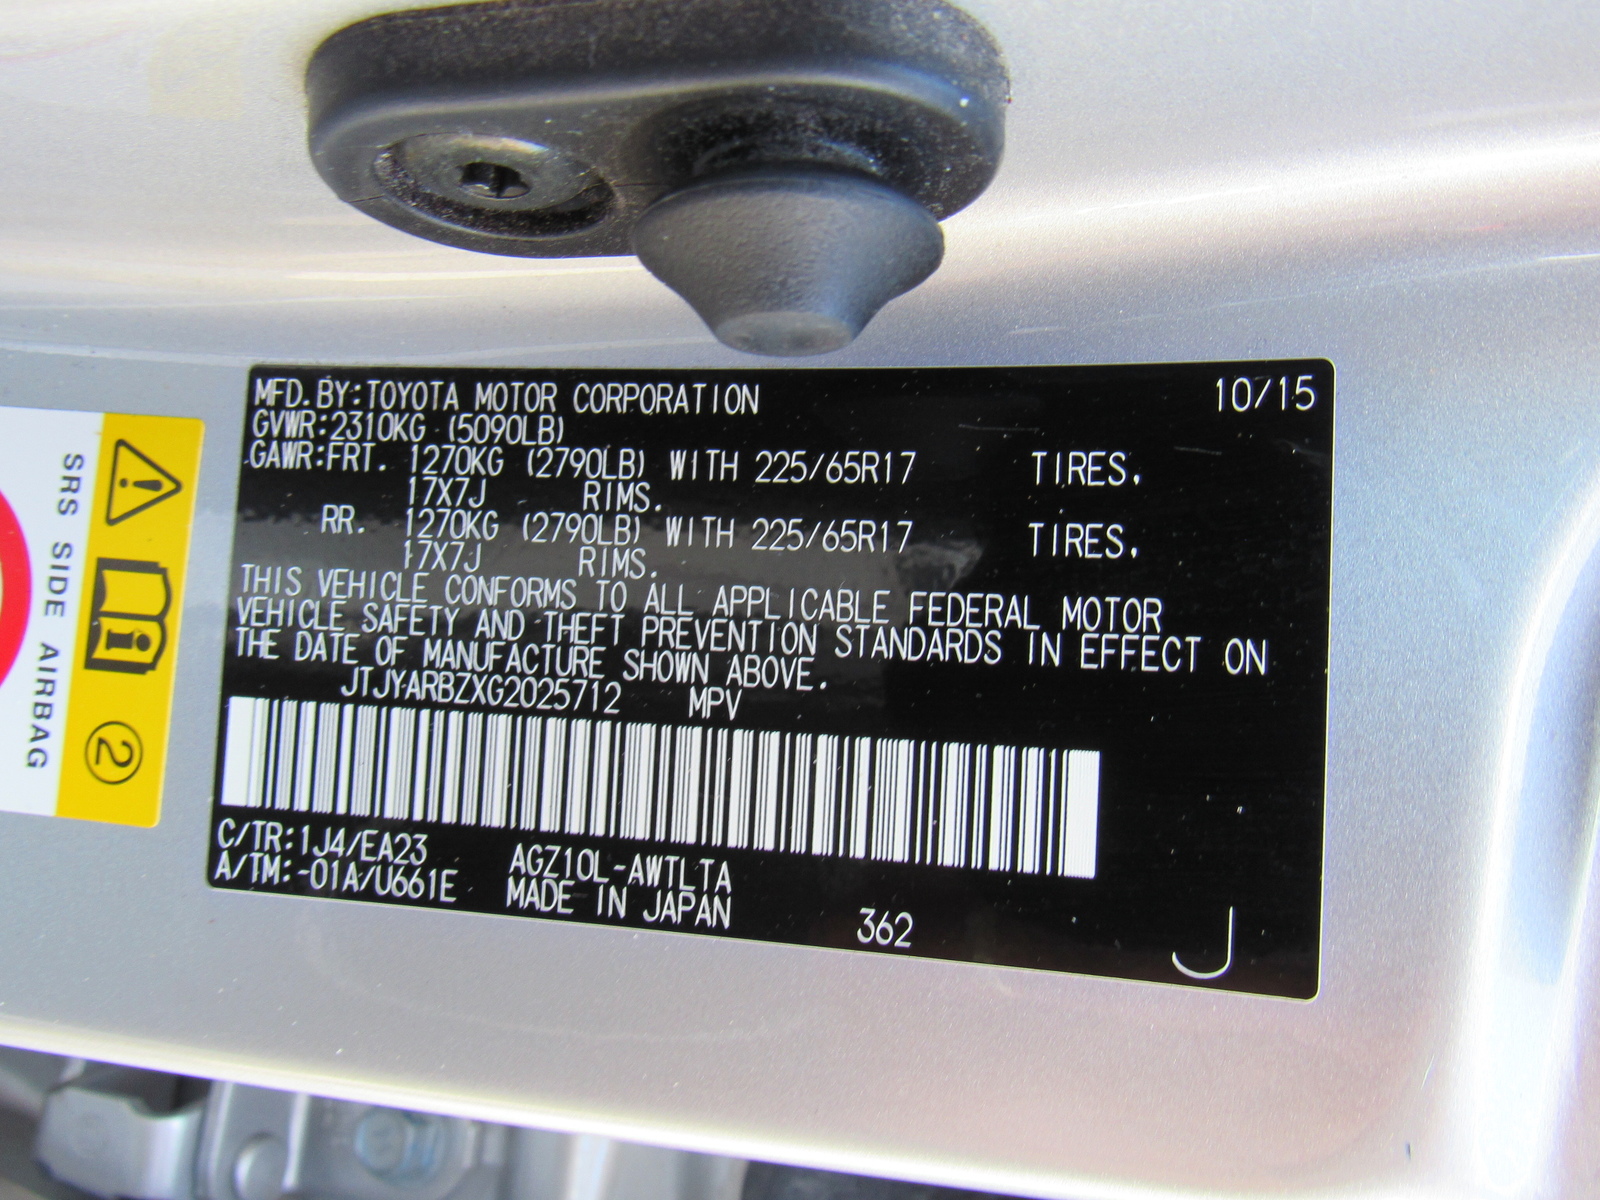 MFD.BY:TOYOTA MOTOR CORPORATION 10/15
GVWR:2310KG (5090LB)
GAWR:FRT. 1270KG (2790LB) WITH 225/65R17 TIRES.
17X7J RIMS.
RR. 1270KG (2790LB) WITH 225/65R17 TIRES.
17X7J RIMS.
THIS VEHICLE CONFORMS TO ALL APPLICABLE FEDERAL MOTOR
VEHICLE SAFETY AND THEFT PREVENTION STANDARDS IN EFFECT ON
THE DATE OF MANUFACTURE SHOWN ABOVE.
JTJYARBZXG2025712 MPV
C/TR:1J4/EA23 AGZ10L-AWTLTA
A/TM:-01A/U661E MADE IN JAPAN
362
J
SRS SIDE AIRBAG
2